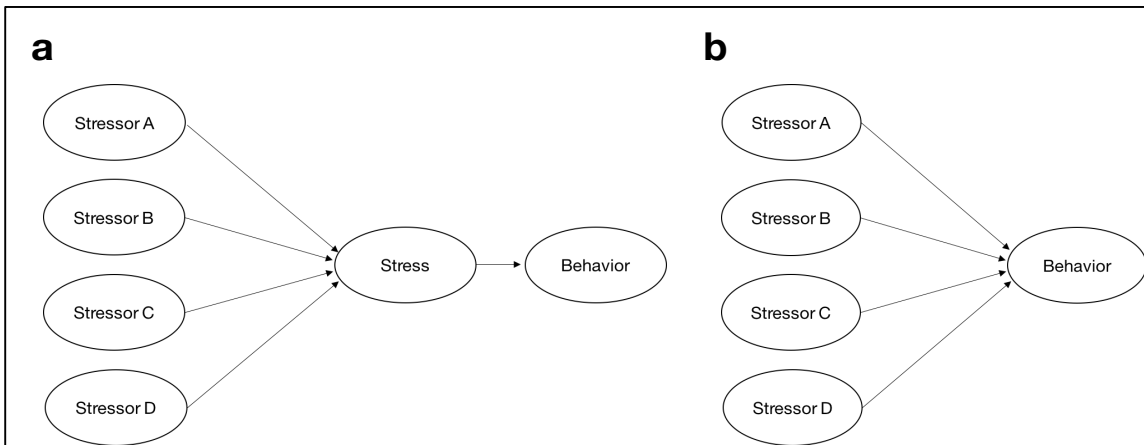 a
Stressor A
Stressor B
Stressor C
Stressor D
Stress
Behavior
b
Stressor A
Stressor B
Stressor C
Stressor D
Behavior